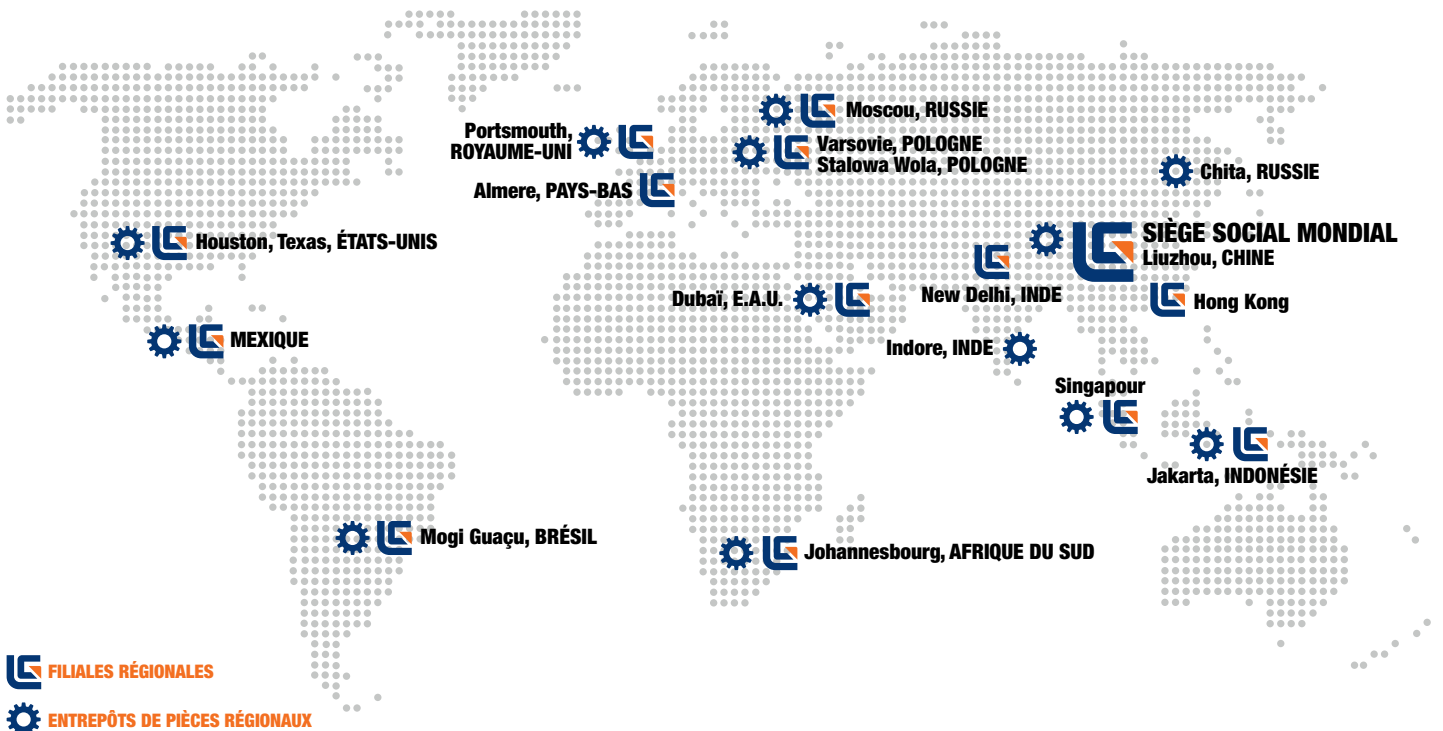 Moscou, RUSSIE
Portsmouth,
ROYAUME-UNI
Varsovie, POLOGNE
Stalowa Wola, POLOGNE
Chita, RUSSIE
Almere, PAYS-BAS
Houston, Texas, ÉTATS-UNIS
SIÈGE SOCIAL MONDIAL
Liuzhou, CHINE
New Delhi, INDE
Dubaï, E.A.U.
Hong Kong
MEXIQUE
Indore, INDE
Singapour
Jakarta, INDONÉSIE
Mogi Guaçu, BRÉSIL
Johannesbourg, AFRIQUE DU SUD
FILIALES RÉGIONALES
ENTREPÔTS DE PIÈCES RÉGIONAUX